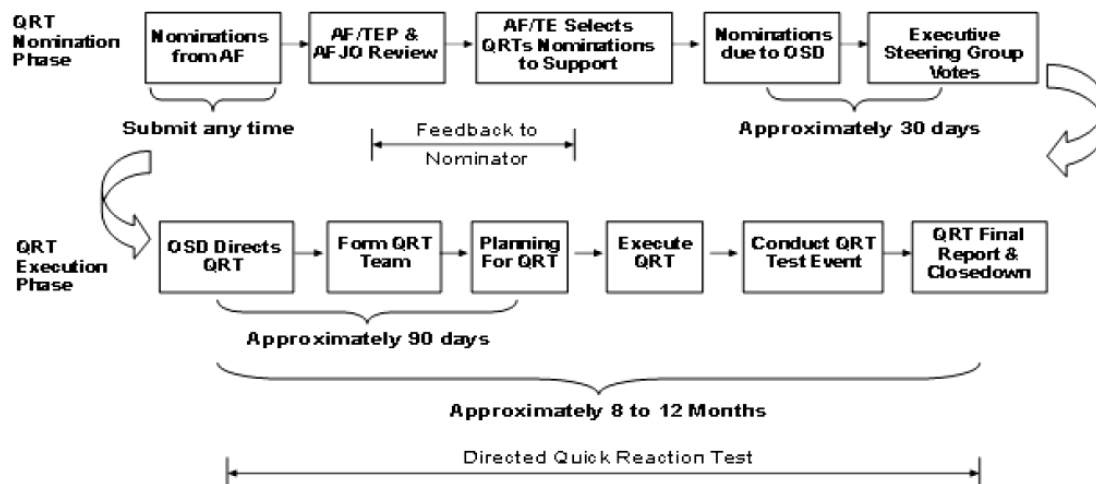 QRT
Nomination
Phase
Nominations
from AF
AF/TEP &
AFJO Review
AF/TE Selects
QRTs Nominations
to Support
Nominations
due to OSD
Executive
Steering Group
Votes
Submit any time
Feedback to
Nominator
Approximately 30 days
QRT
Execution
Phase
OSD Directs
QRT
Form QRT
Team
Planning
For QRT
Execute
QRT
Conduct QRT
Test Event
QRT Final
Report &
Closedown
Approximately 90 days
Approximately 8 to 12 Months
Directed Quick Reaction Test